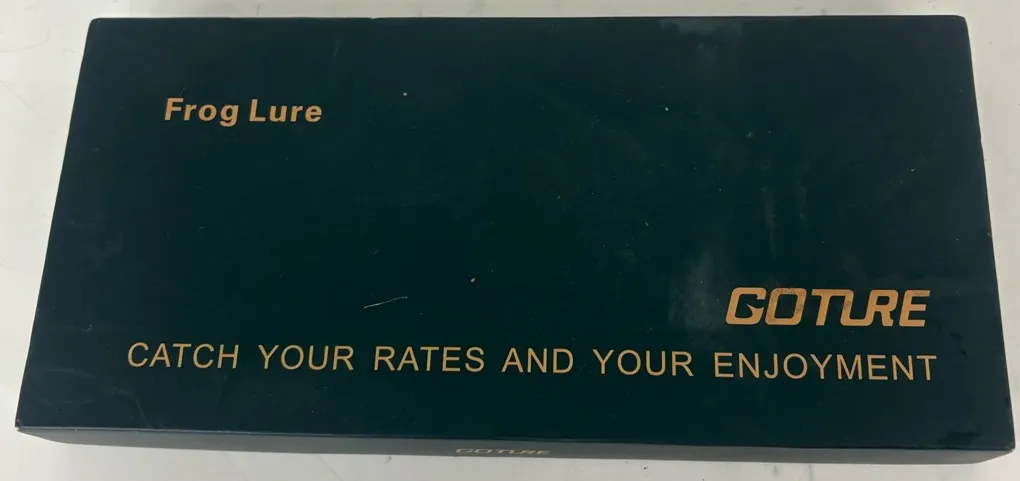 Frog Lure
GOTURE
CATCH YOUR RATES AND YOUR ENJOYMENT
GOTURE